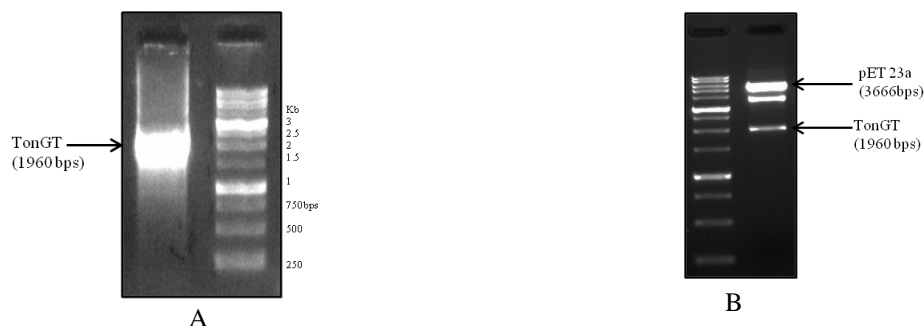 TonGT
(1960 bps)
Kb
3
2.5
2
1.5
1
750bps
500
250
A
pET 23a
(3666bps)
TonGT
(1960 bps)
B